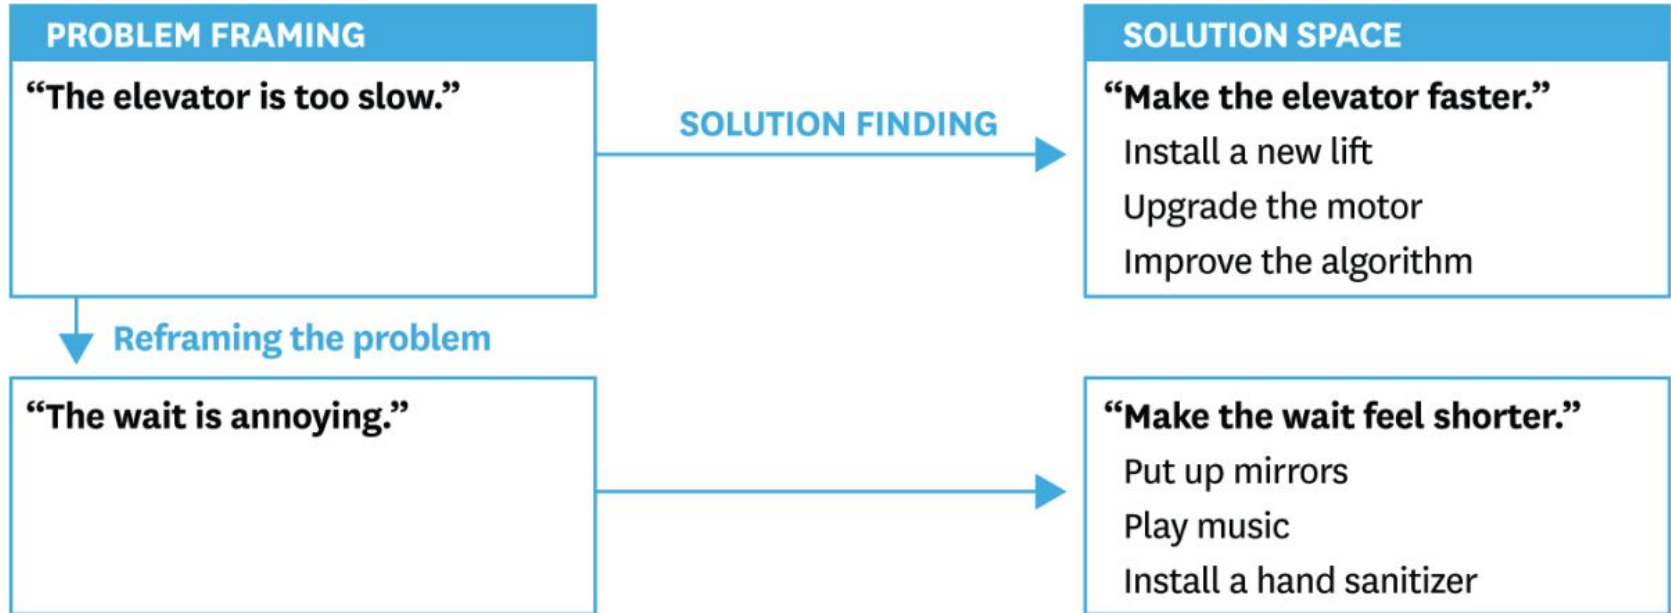 PROBLEM FRAMING
“The elevator is too slow.”
SOLUTION FINDING
SOLUTION SPACE
“Make the elevator faster.”
Install a new lift
Upgrade the motor
Improve the algorithm
Reframing the problem
“The wait is annoying.”
“Make the wait feel shorter.”
Put up mirrors
Play music
Install a hand sanitizer